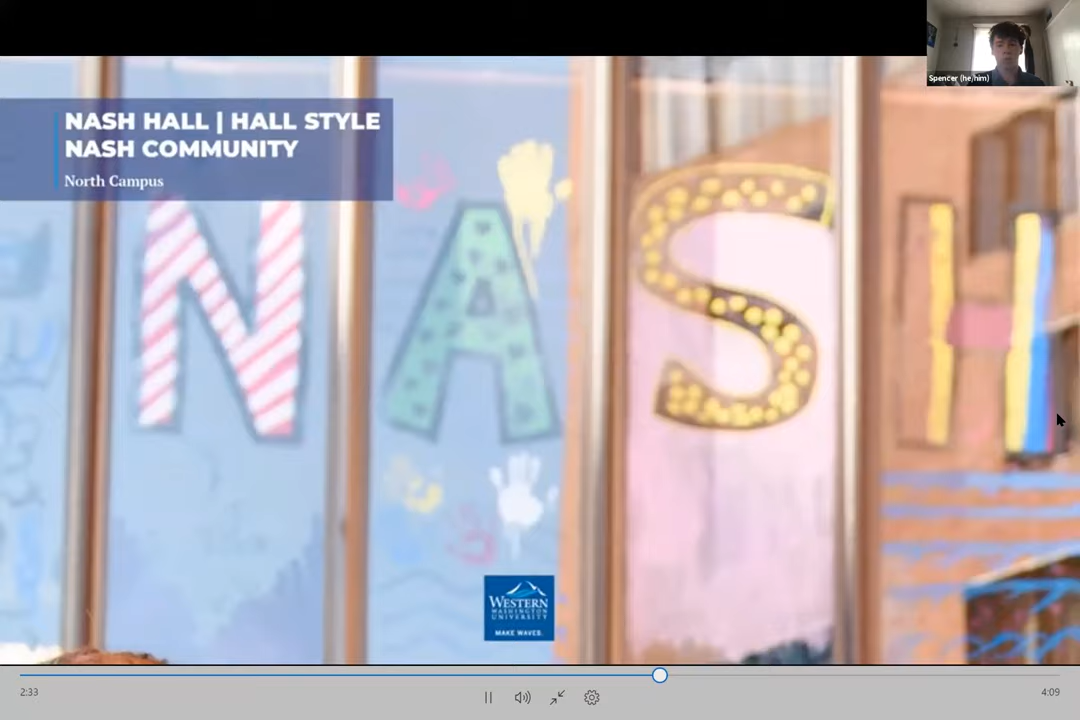 Spencer (he/him)
NASH HALL | HALL STYLE
NASH COMMUNITY
North Campus
NASH
WESTERN
WASHINGTON
UNIVERSITY
MAKE WAVES.
2:33
4:09